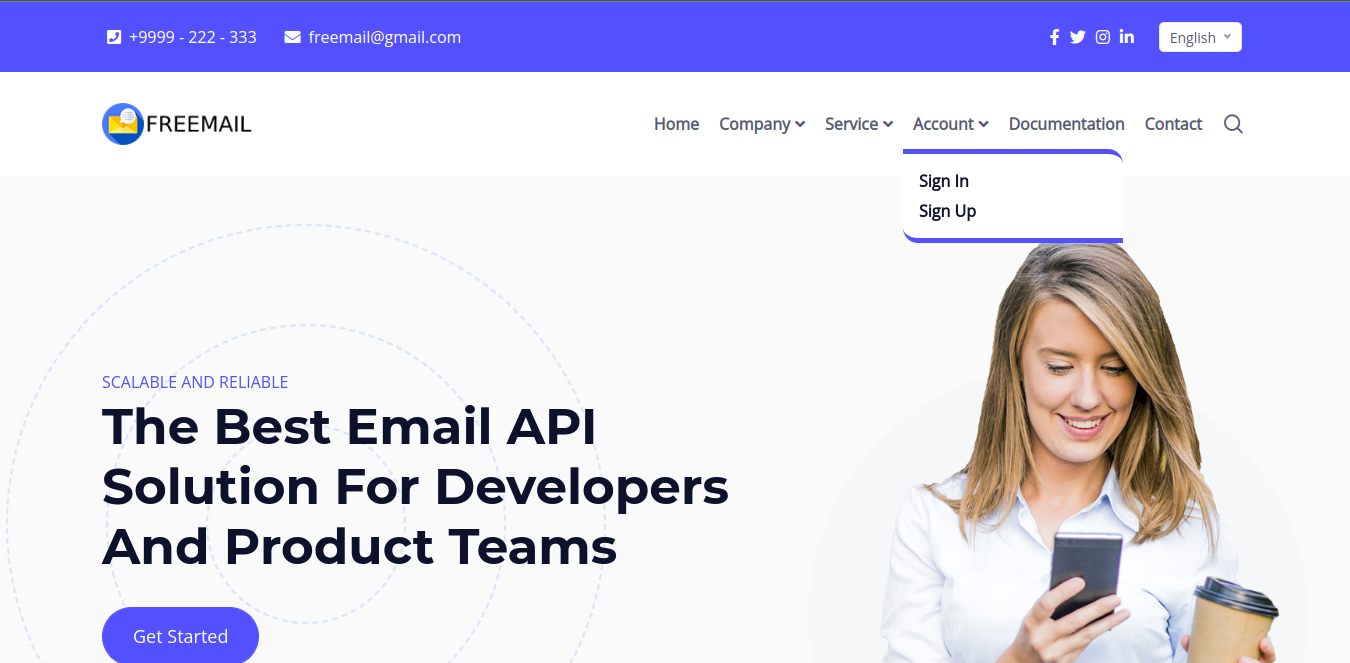 +9999 - 222 - 333 freemail@gmail.com English
FREEMAIL Home Company Service Account Documentation Contact
Sign In
Sign Up
SCALABLE AND RELIABLE
The Best Email API
Solution For Developers
And Product Teams
Get Started